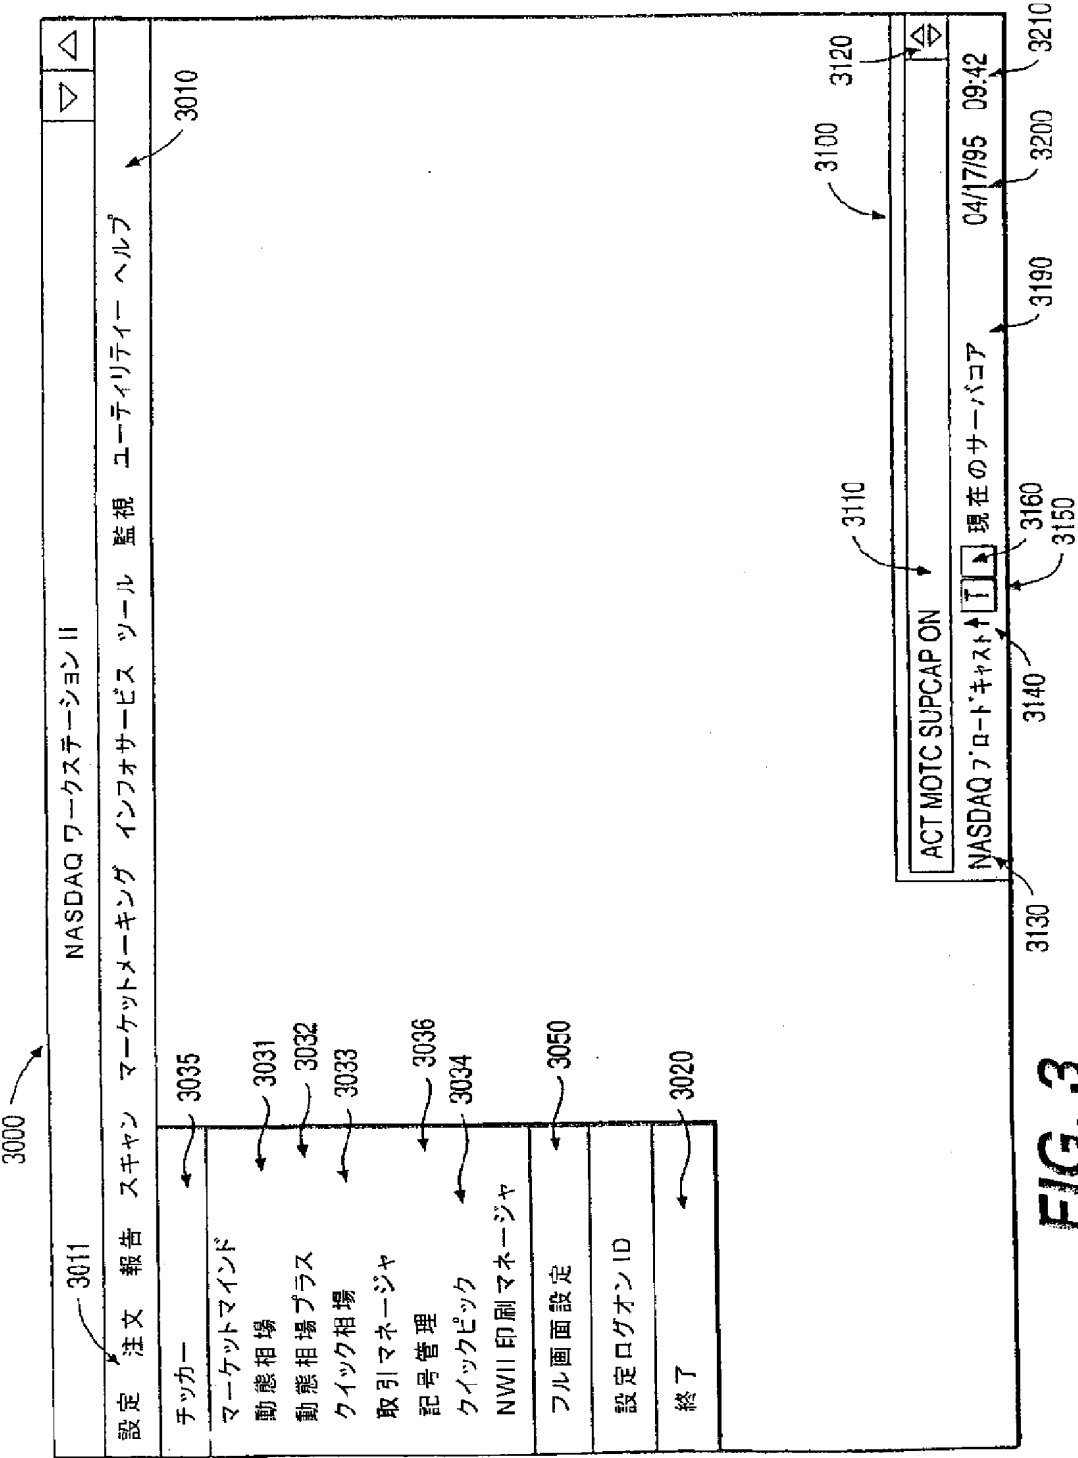 3000
NASDAQ ワークステーション II
3011
設定 注文 報告 スキャン マーケットメーキング インフォサービス ツール 監視 ユーティリティー ヘルプ
3010
チッカー
3035
マーケットマインド
動態相場
3031
動態相場プラス
3032
クイック相場
3033
取引マネージャ
記号管理
3036
クイックピック
3034
NWII 印刷マネージャ
フル画面設定
3050
設定ログオン ID
終了
3020
3100
3120
3110
ACT MOTC SUPCAP ON
NASDAQブロードキャスト T 現在のサーバコア 04/17/95 09:42
3130
3140
3150
3160
3190
3200
3210
FIG. 3